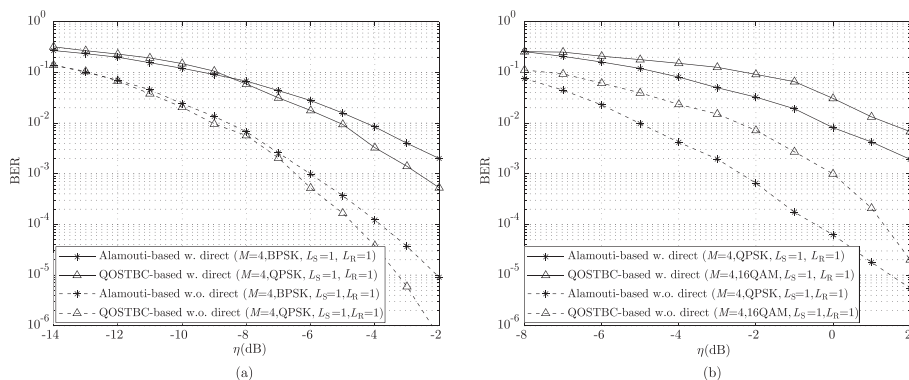 10^0
10^-1
10^-2
10^-3
10^-4
10^-5
10^-6
BER
-14
-12
-10
-8
-6
-4
-2
η(dB)
Alamouti-based w. direct (M=4,BPSK, L_S=1, L_R=1)
QOSTBC-based w. direct (M=4,QPSK, L_S=1, L_R=1)
Alamouti-based w.o. direct (M=4,BPSK, L_S=1,L_R=1)
QOSTBC-based w.o. direct (M=4,QPSK, L_S=1,L_R=1)
(a)
10^0
10^-1
10^-2
10^-3
10^-4
10^-5
10^-6
BER
-8
-6
-4
-2
0
2
η(dB)
Alamouti-based w. direct (M=4,QPSK, L_S=1, L_R=1)
QOSTBC-based w. direct (M=4,16QAM, L_S=1, L_R=1)
Alamouti-based w.o. direct (M=4,QPSK, L_S=1, L_R=1)
QOSTBC-based w.o. direct (M=4,16QAM, L_S=1,L_R=1)
(b)